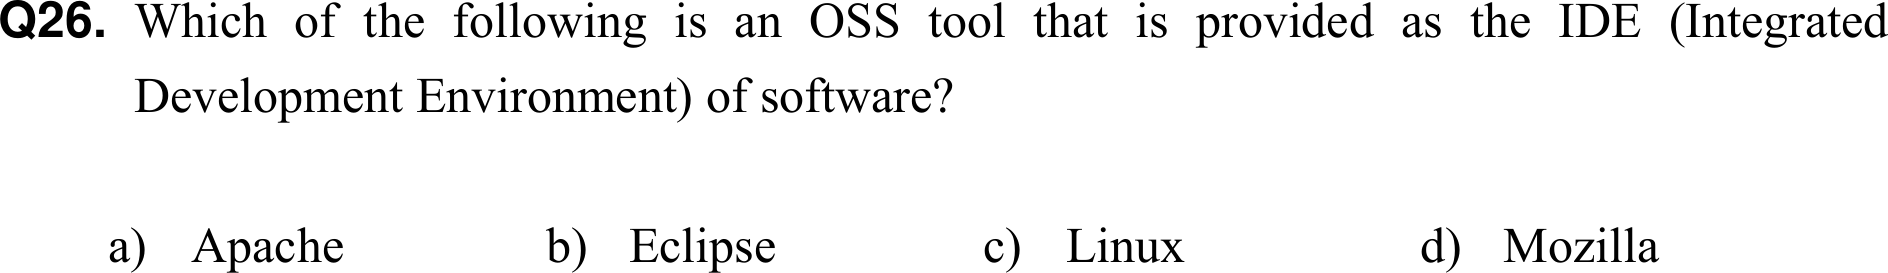 Q26. Which of the following is an OSS tool that is provided as the IDE (Integrated
Development Environment) of software?
a) Apache b) Eclipse c) Linux d) Mozilla